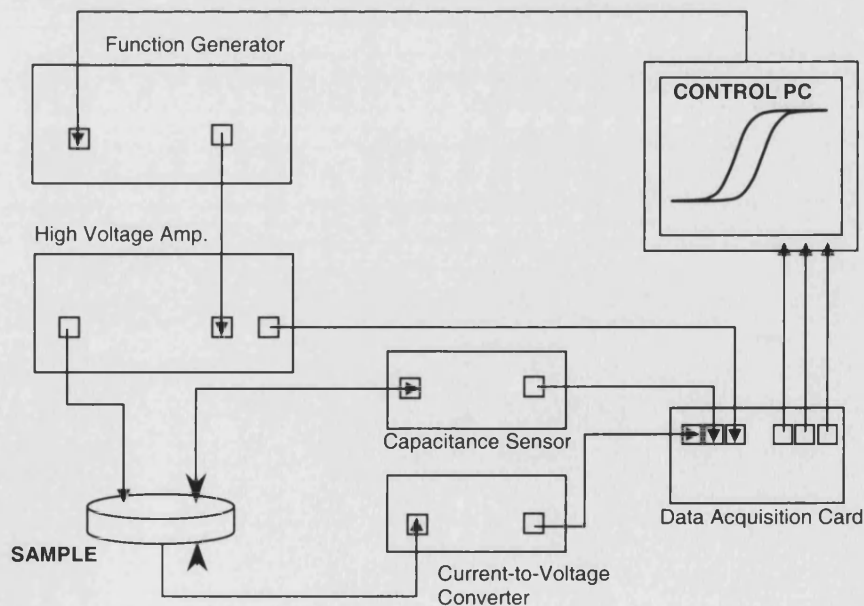 Function Generator
CONTROL PC
High Voltage Amp.
Capacitance Sensor
Data Acquisition Card
SAMPLE
Current-to-Voltage
Converter